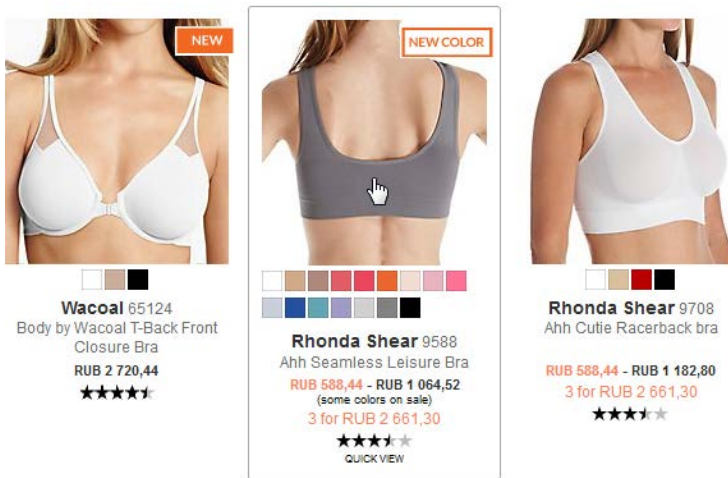 NEW
Wacoal 65124
Body by Wacoal T-Back Front
Closure Bra
RUB 2 720,44
NEW COLOR
Rhonda Shear 9588
Ahh Seamless Leisure Bra
RUB 588,44 - RUB 1 064,52
(some colors on sale)
3 for RUB 2 661,30
QUICK VIEW
Rhonda Shear 9708
Ahh Cutie Racerback bra
RUB 588,44 - RUB 1 182,80
3 for RUB 2 661,30